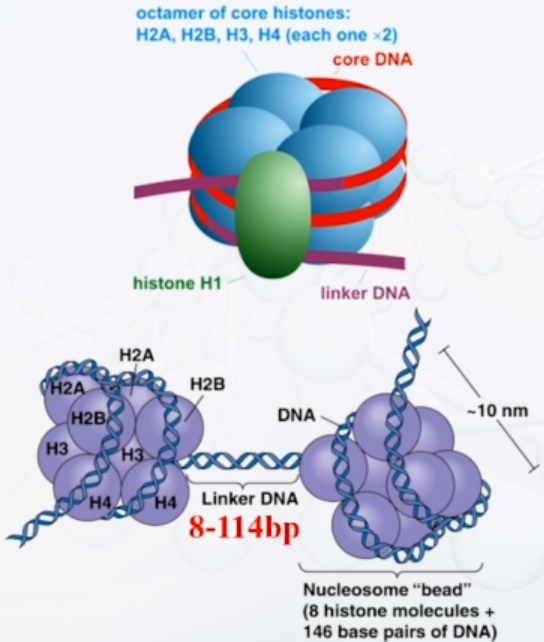 octamer of core histones:
H2A, H2B, H3, H4 (each one ×2)
core DNA
histone H1
linker DNA
H2A
H2A
H2B
H2B
H3
H3
H4
H4
DNA
~10 nm
Linker DNA
8-114bp
Nucleosome “bead”
(8 histone molecules +
146 base pairs of DNA)